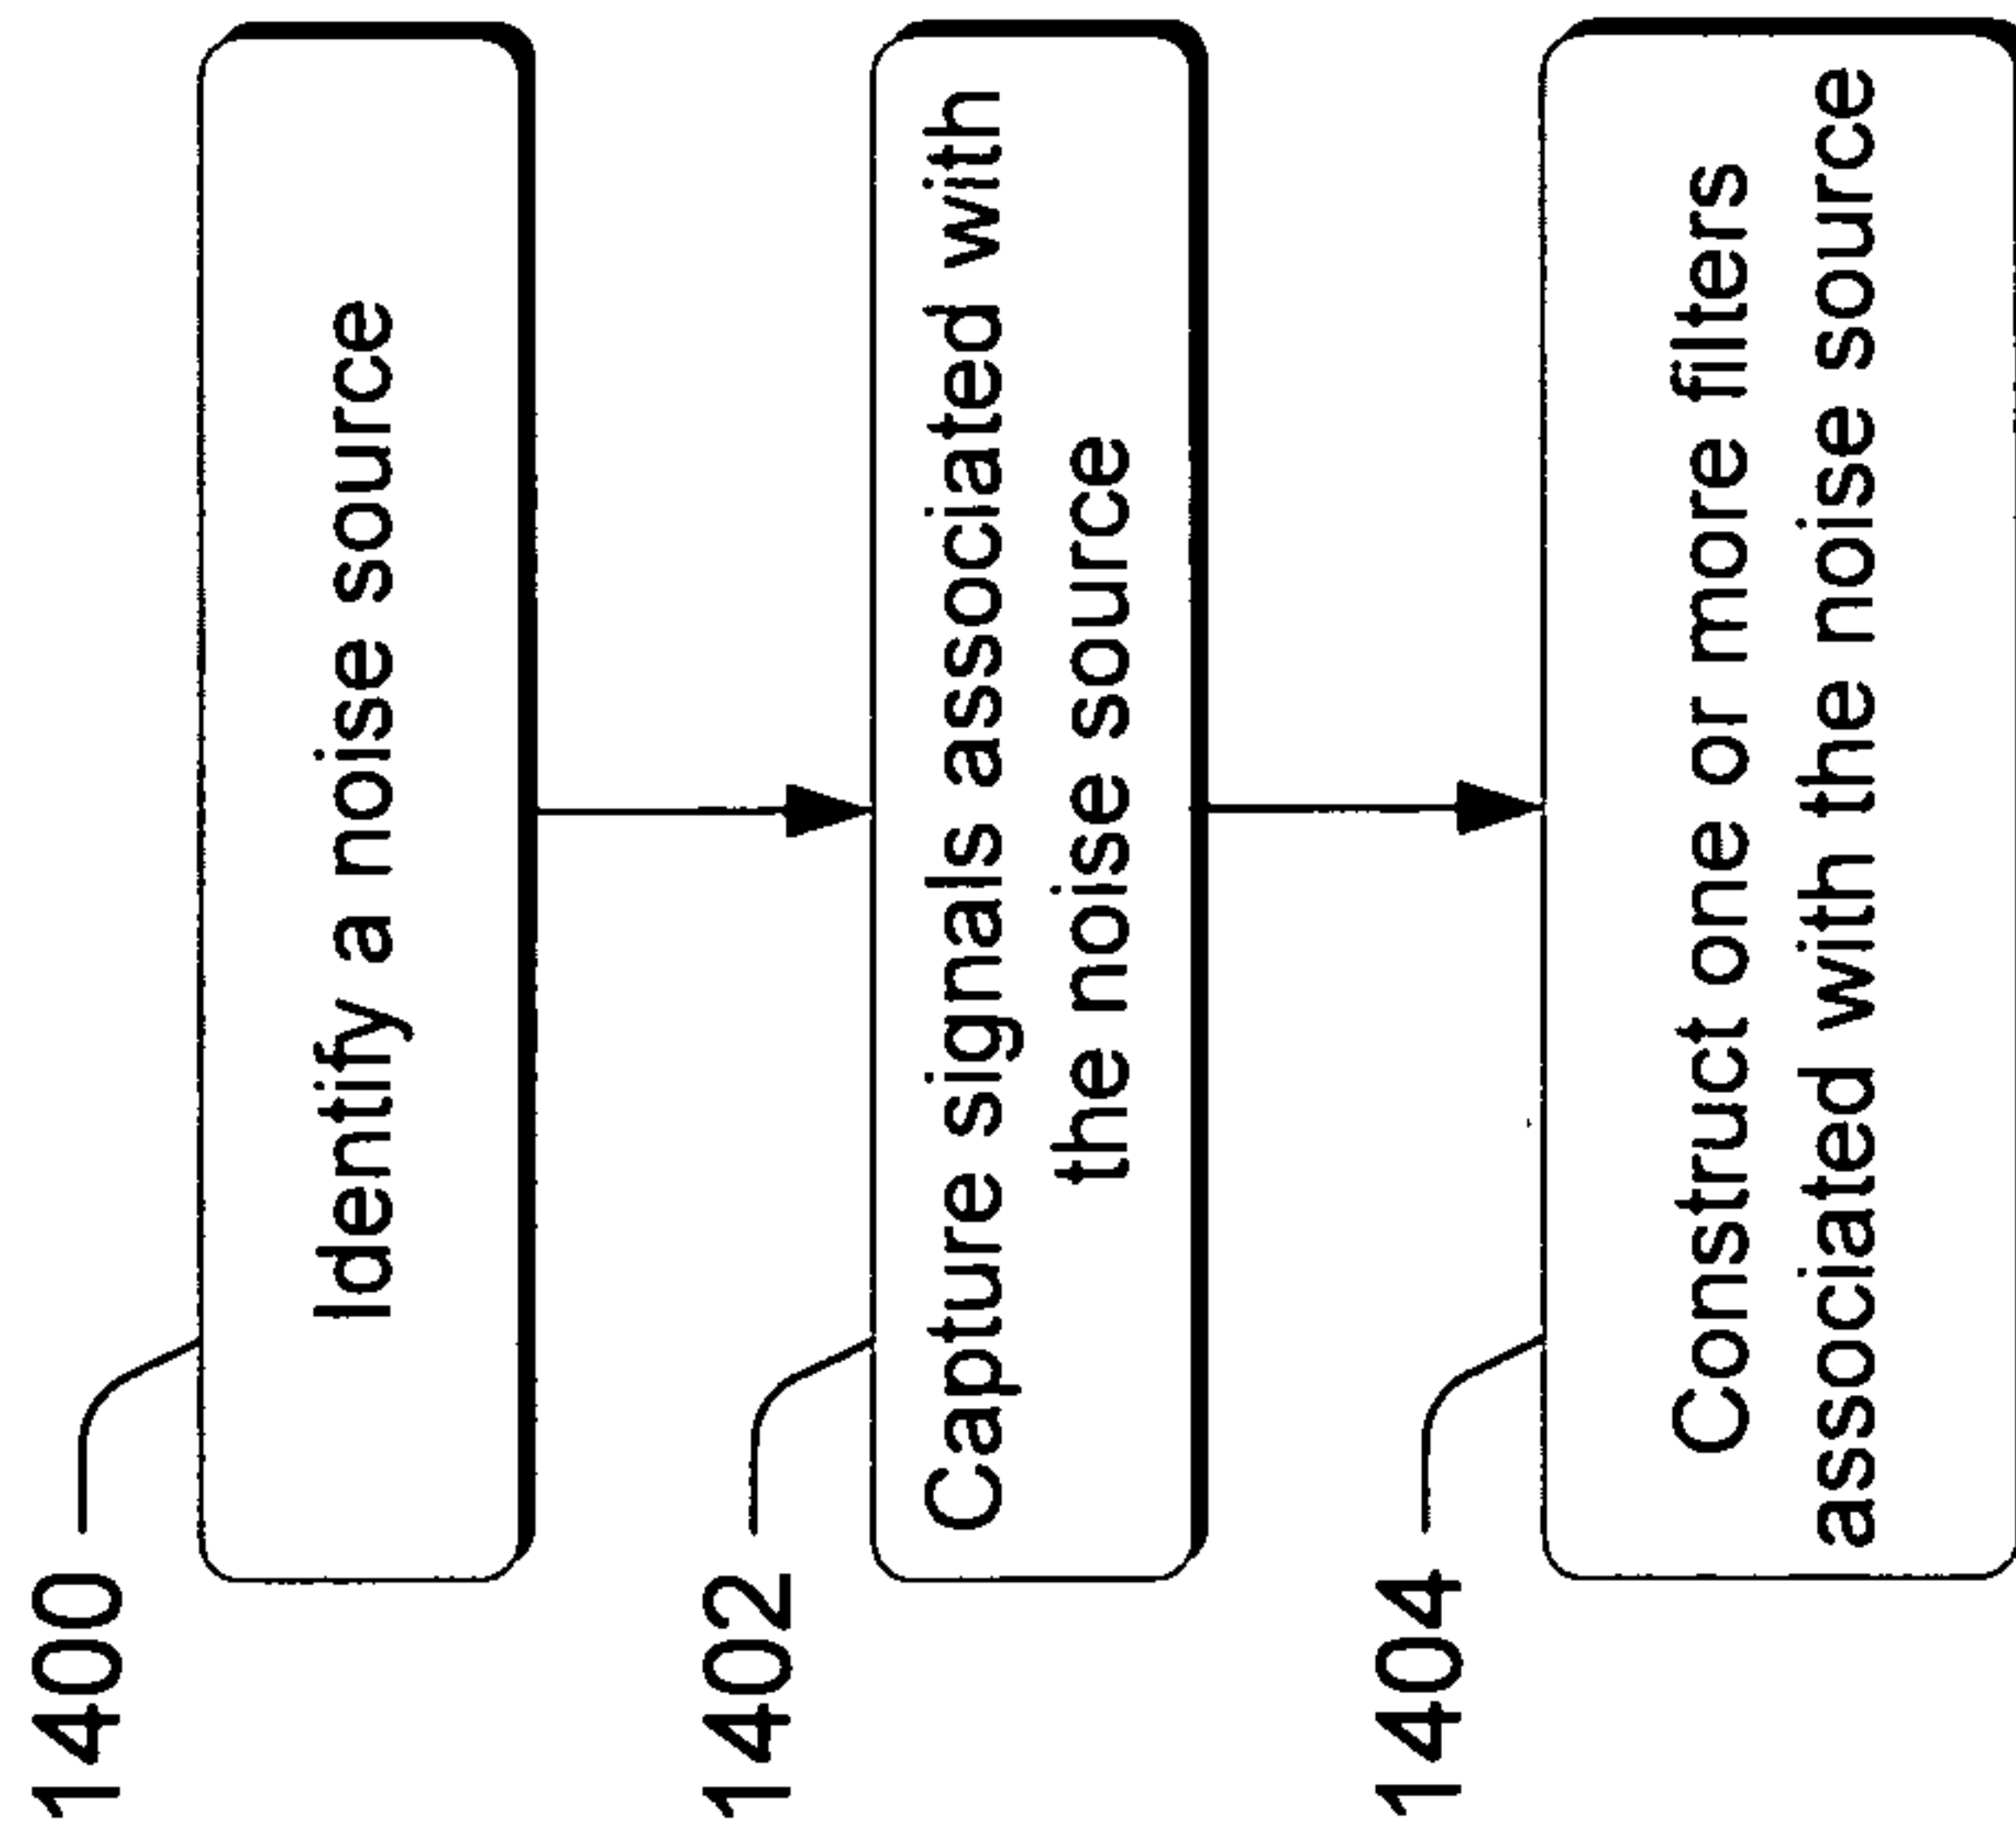 1400
Identify a noise source
1402
Capture signals associated with
the noise source
1404
Construct one or more filters
associated with the noise source